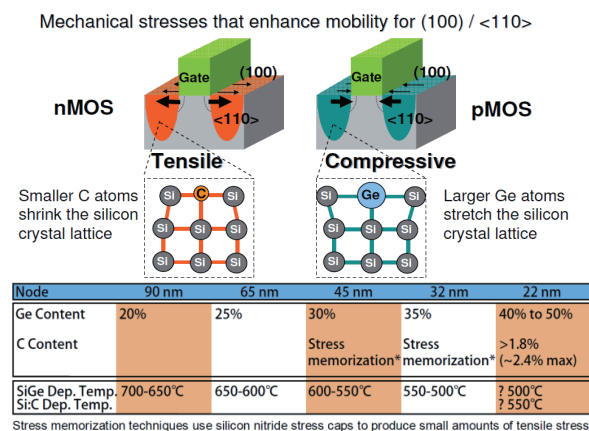 Mechanical stresses that enhance mobility for (100) / <110>
Gate
(100)
<110>
nMOS
Tensile
Gate
(100)
<110>
pMOS
Compressive
Smaller C atoms
shrink the silicon
crystal lattice
Si C Si
Si Si Si
Si Si Si
Si Ge Si
Si Si Si
Si Si Si
Larger Ge atoms
stretch the silicon
crystal lattice
Node 90 nm 65 nm 45 nm 32 nm 22 nm
Ge Content 20% 25% 30% 35% 40% to 50%
C Content Stress Stress >1.8%
memorization* memorization* (~2.4% max)
SiGe Dep. Temp. 700-650℃ 650-600℃ 600-550℃ 550-500℃ ? 500℃
Si:C Dep. Temp. ? 550℃
Stress memorization techniques use silicon nitride stress caps to produce small amounts of tensile stress